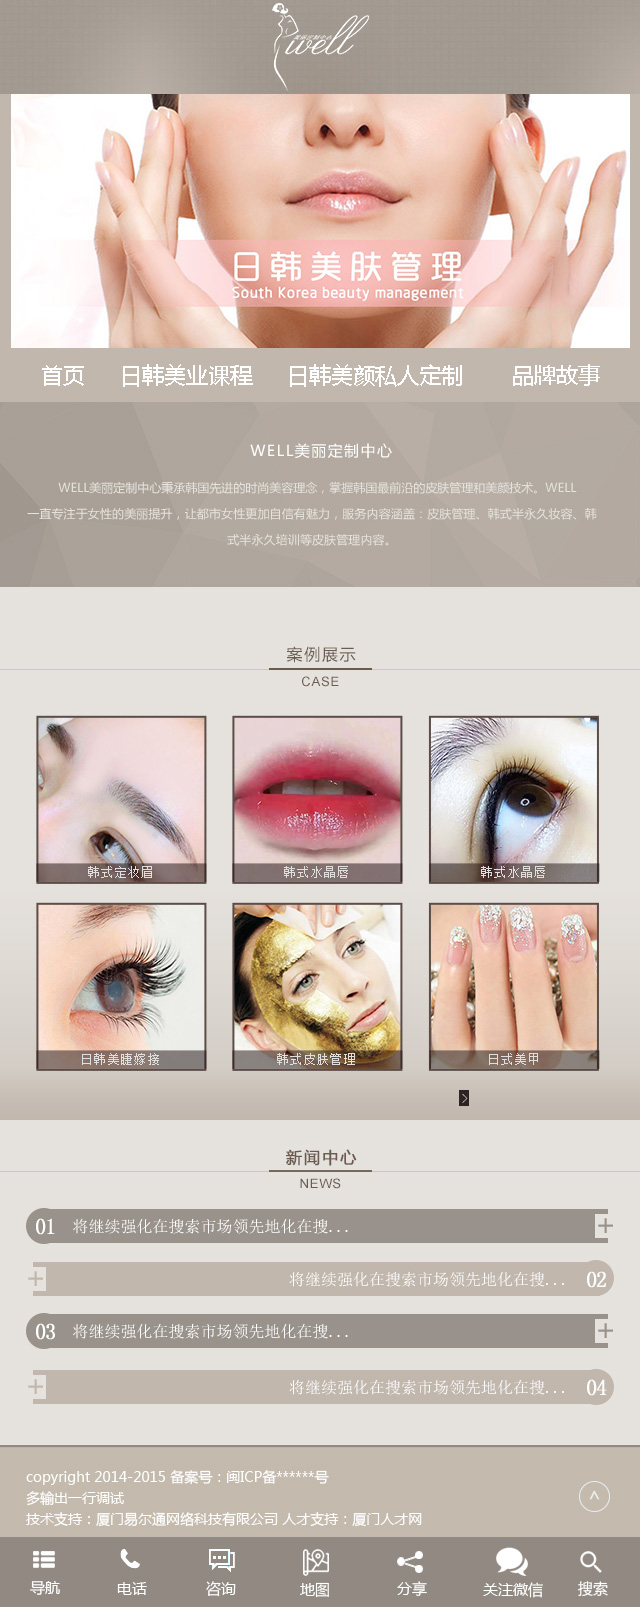 well
日韩美肤管理
South Korea beauty management
首页 日韩美业课程 日韩美颜私人定制 品牌故事
WELL美丽定制中心
WELL美丽定制中心秉承韩国先进的时尚美容理念，掌握韩国最前沿的皮肤管理和美颜技术。WELL
一直专注于女性的美丽提升，让都市女性更加自信有魅力，服务内容涵盖：皮肤管理、韩式半永久妆容、韩
式半永久培训等皮肤管理内容。
案例展示
CASE
韩式定妆眉 韩式水晶唇 韩式水晶唇
日韩美睫嫁接 韩式皮肤管理 日式美甲
新闻中心
NEWS
01 将继续强化在搜索市场领先地化在搜...
将继续强化在搜索市场领先地化在搜... 02
03 将继续强化在搜索市场领先地化在搜...
将继续强化在搜索市场领先地化在搜... 04
copyright 2014-2015 备案号：闽ICP备******号
多输出一行调试
技术支持：厦门易尔通网络科技有限公司 人才支持：厦门人才网
导航 电话 咨询 地图 分享 关注微信 搜索